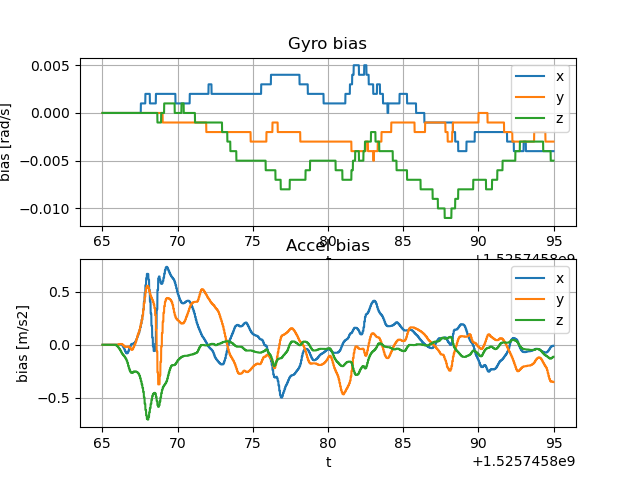 Gyro bias
bias [rad/s]
0.005
0.000
−0.005
−0.010
x
y
z
65 70 75 80 85 90 95
t
+1.5257458e9
Accel bias
bias [m/s2]
0.5
0.0
−0.5
x
y
z
65 70 75 80 85 90 95
t
+1.5257458e9